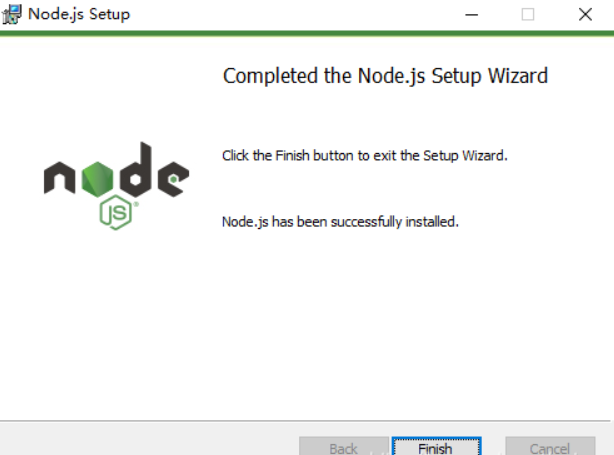 Node.js Setup
Completed the Node.js Setup Wizard
Click the Finish button to exit the Setup Wizard.
node
JS
Node.js has been successfully installed.
Back
Finish
Cancel